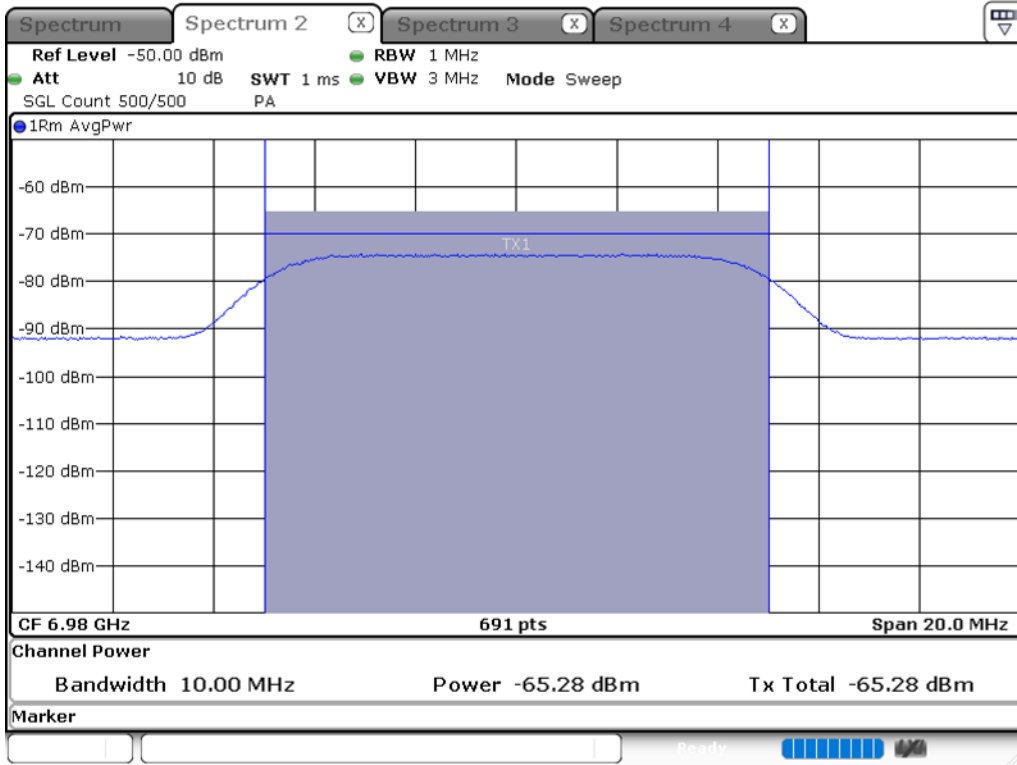 Spectrum Spectrum 2 X Spectrum 3 X Spectrum 4 X
Ref Level -50.00 dBm RBW 1 MHz
Att 10 dB SWT 1 ms VBW 3 MHz Mode Sweep
SGL Count 500/500 PA
1Rm AvgPwr
-60 dBm
-70 dBm
TX1
-80 dBm
-90 dBm
-100 dBm
-110 dBm
-120 dBm
-130 dBm
-140 dBm
CF 6.98 GHz 691 pts Span 20.0 MHz
Channel Power
Bandwidth 10.00 MHz Power -65.28 dBm Tx Total -65.28 dBm
Marker
Ready